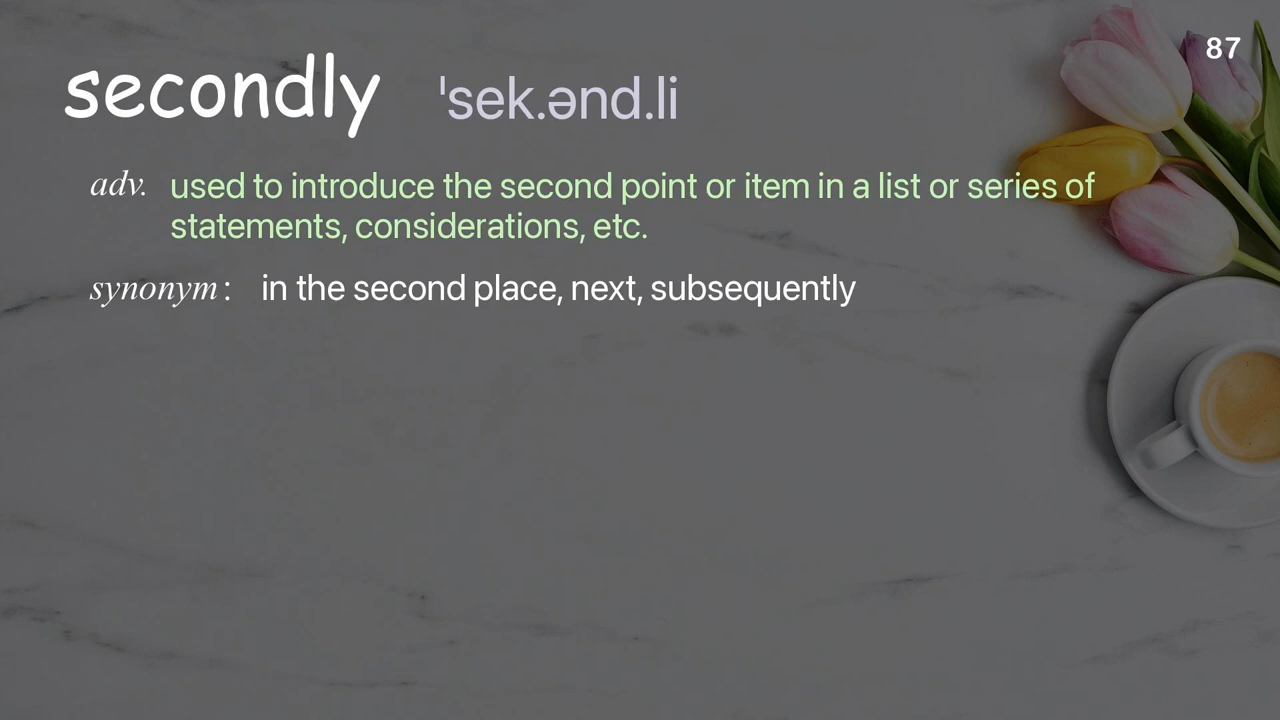 87
secondly ˈsek.ənd.li
adv. used to introduce the second point or item in a list or series of
statements, considerations, etc.
synonym : in the second place, next, subsequently